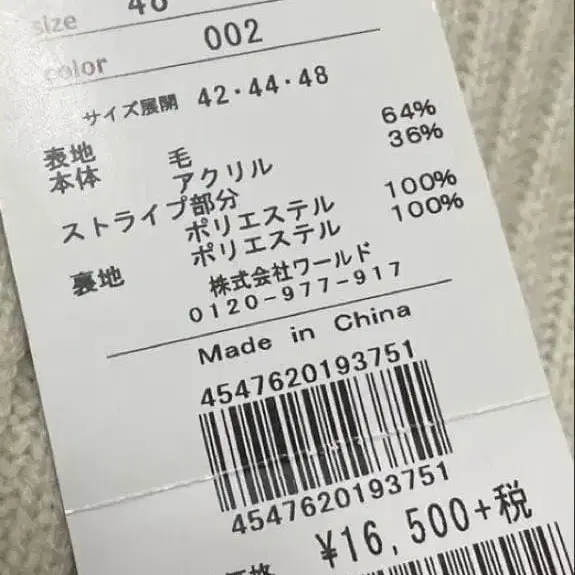 size 48
color 002
サイズ展開 42・44・48
表地 毛 64%
本体 アクリル 36%
ストライプ部分
ポリエステル 100%
裏地 ポリエステル 100%
株式会社ワールド
0120-977-917
Made in China
4547620193751
4547620193751
価格 ¥16,500+税